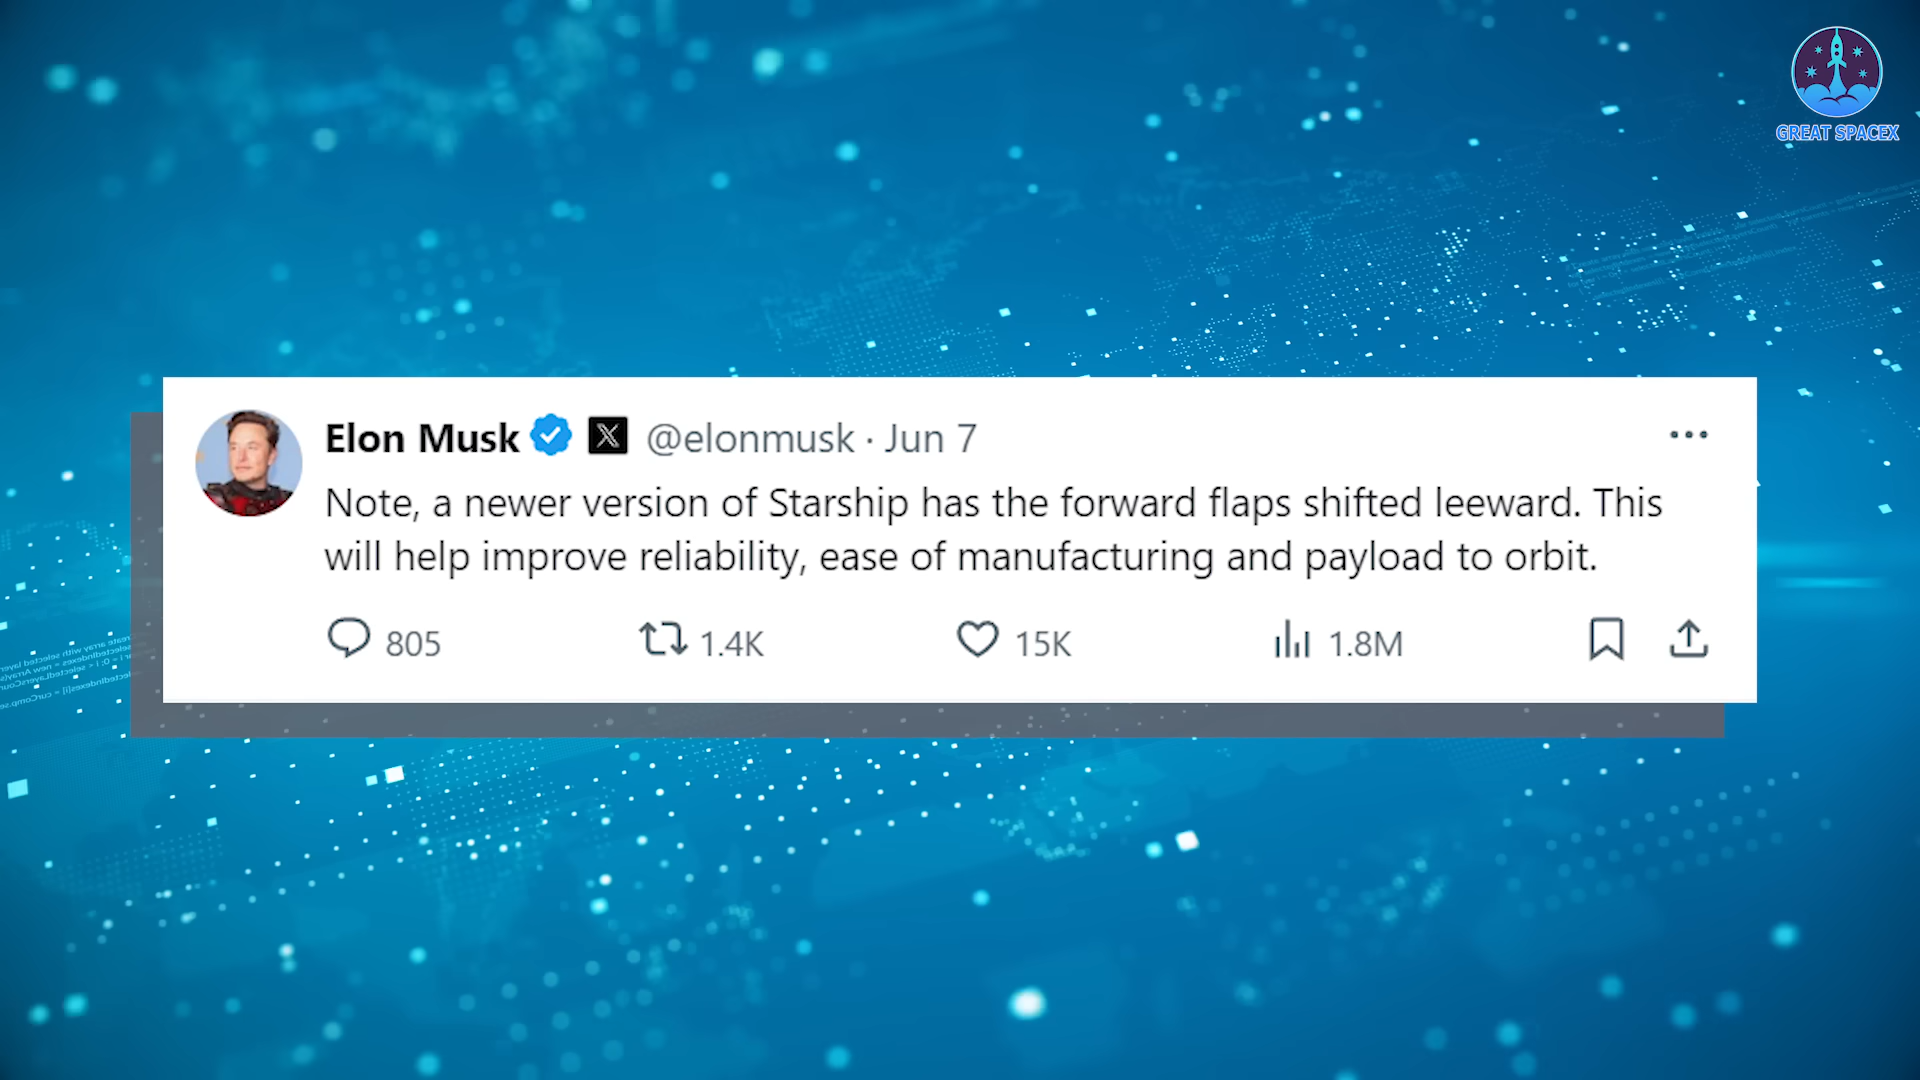 GREAT SPACEX
Elon Musk @elonmusk · Jun 7
Note, a newer version of Starship has the forward flaps shifted leeward. This
will help improve reliability, ease of manufacturing and payload to orbit.
805 1.4K 15K 1.8M